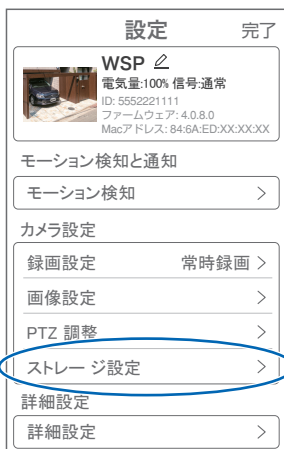 設定 完了
WSP
電気量:100% 信号:通常
ID: 5552221111
ファームウェア: 4.0.8.0
Macアドレス: 84:6A:ED:XX:XX:XX
モーション検知と通知
モーション検知 >
カメラ設定
録画設定 常時録画 >
画像設定 >
PTZ 調整 >
ストレージ設定 >
詳細設定
詳細設定 >